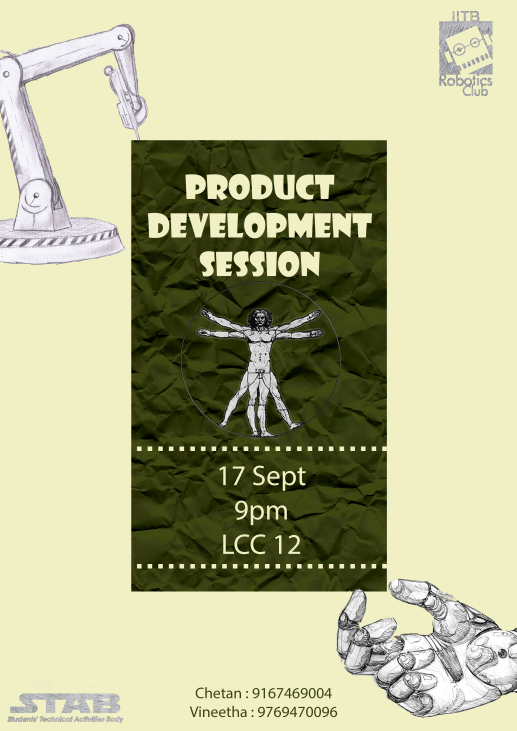 IITB
Robotics
Club
PRODUCT
DEVELOPMENT
SESSION
17 Sept
9pm
LCC 12
Chetan : 9167469004
Vineetha : 9769470096
STAB
Students' Technical Activities Body